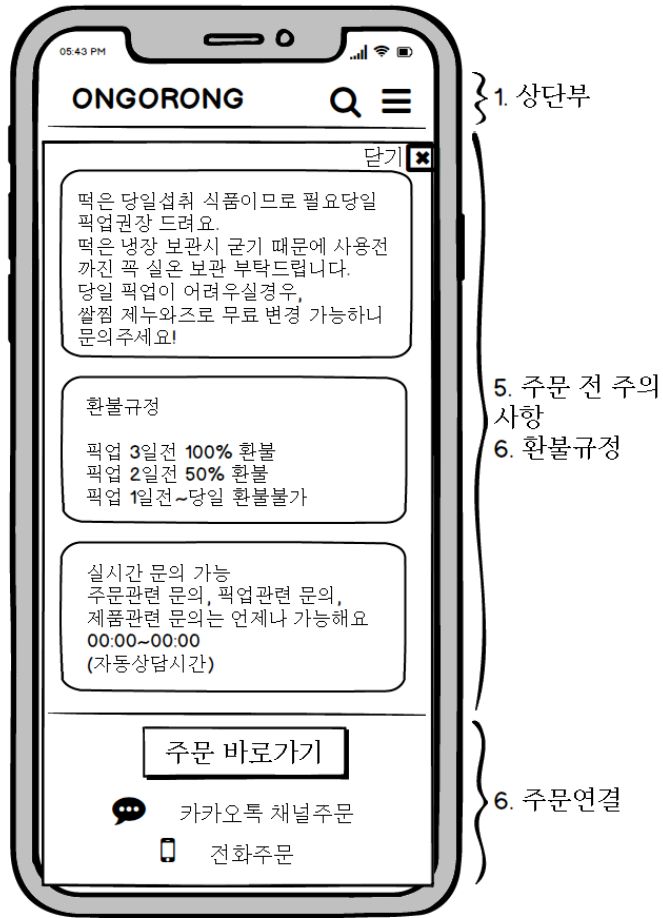 05:43 PM
ONGORONG
1. 상단부
닫기
떡은 당일섭취 식품이므로 필요당일
픽업권장 드려요.
떡은 냉장 보관시 굳기 때문에 사용전
까진 꼭 실온 보관 부탁드립니다.
당일 픽업이 어려우실경우,
쌀찜 제누와즈로 무료 변경 가능하니
문의주세요!
환불규정
픽업 3일전 100% 환불
픽업 2일전 50% 환불
픽업 1일전~당일 환불불가
5. 주문 전 주의
사항
6. 환불규정
실시간 문의 가능
주문관련 문의, 픽업관련 문의,
제품관련 문의는 언제나 가능해요
00:00~00:00
(자동상담시간)
주문 바로가기
카카오톡 채널주문
전화주문
6. 주문연결